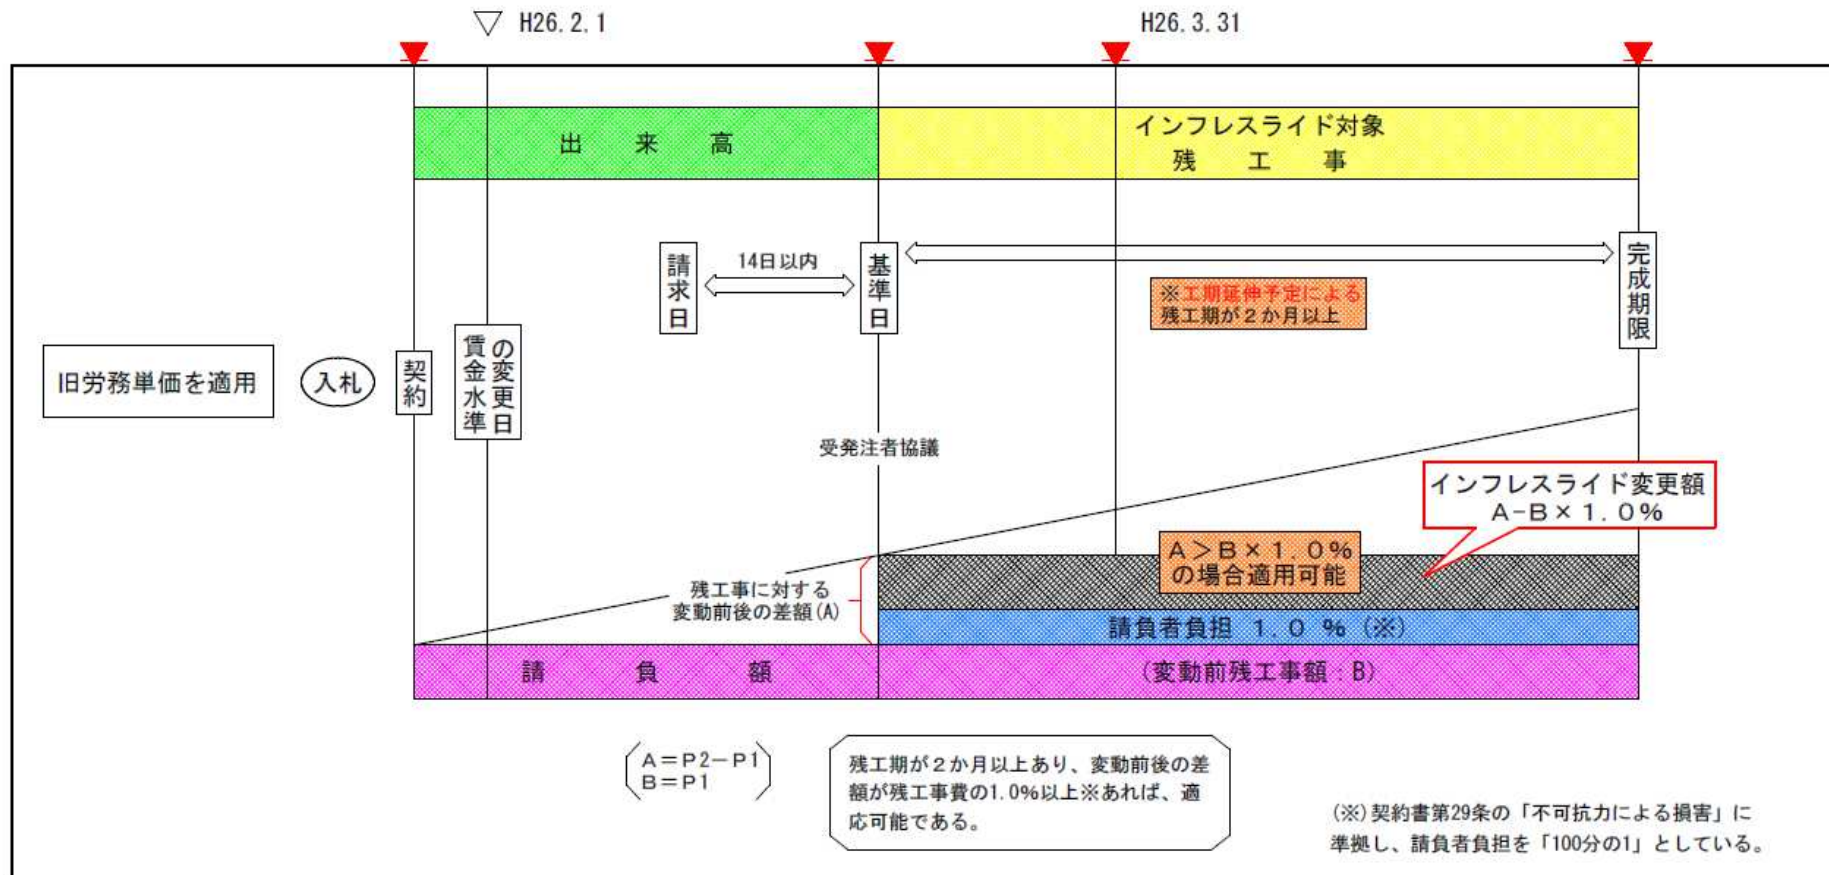 H26.2.1
H26.3.31
出来高
インフレスライド対象
残工事
請求日
14日以内
基準日
※工期延伸予定による
残工期が２か月以上
完成期限
旧労務単価を適用
入札
契約
賃金水準
の変更日
受発注者協議
インフレスライド変更額
A−B×１.０％
A＞B×１.０％
の場合適用可能
残工事に対する
変動前後の差額(A)
請負者負担 １.０ ％（※）
請負額
(変動前残工事額：B)
A＝P2－P1
B＝P1
残工期が２か月以上あり、変動前後の差
額が残工事費の1.0%以上※あれば、適
応可能である。
(※)契約書第29条の「不可抗力による損害」に
準拠し、請負者負担を「100分の1」としている。